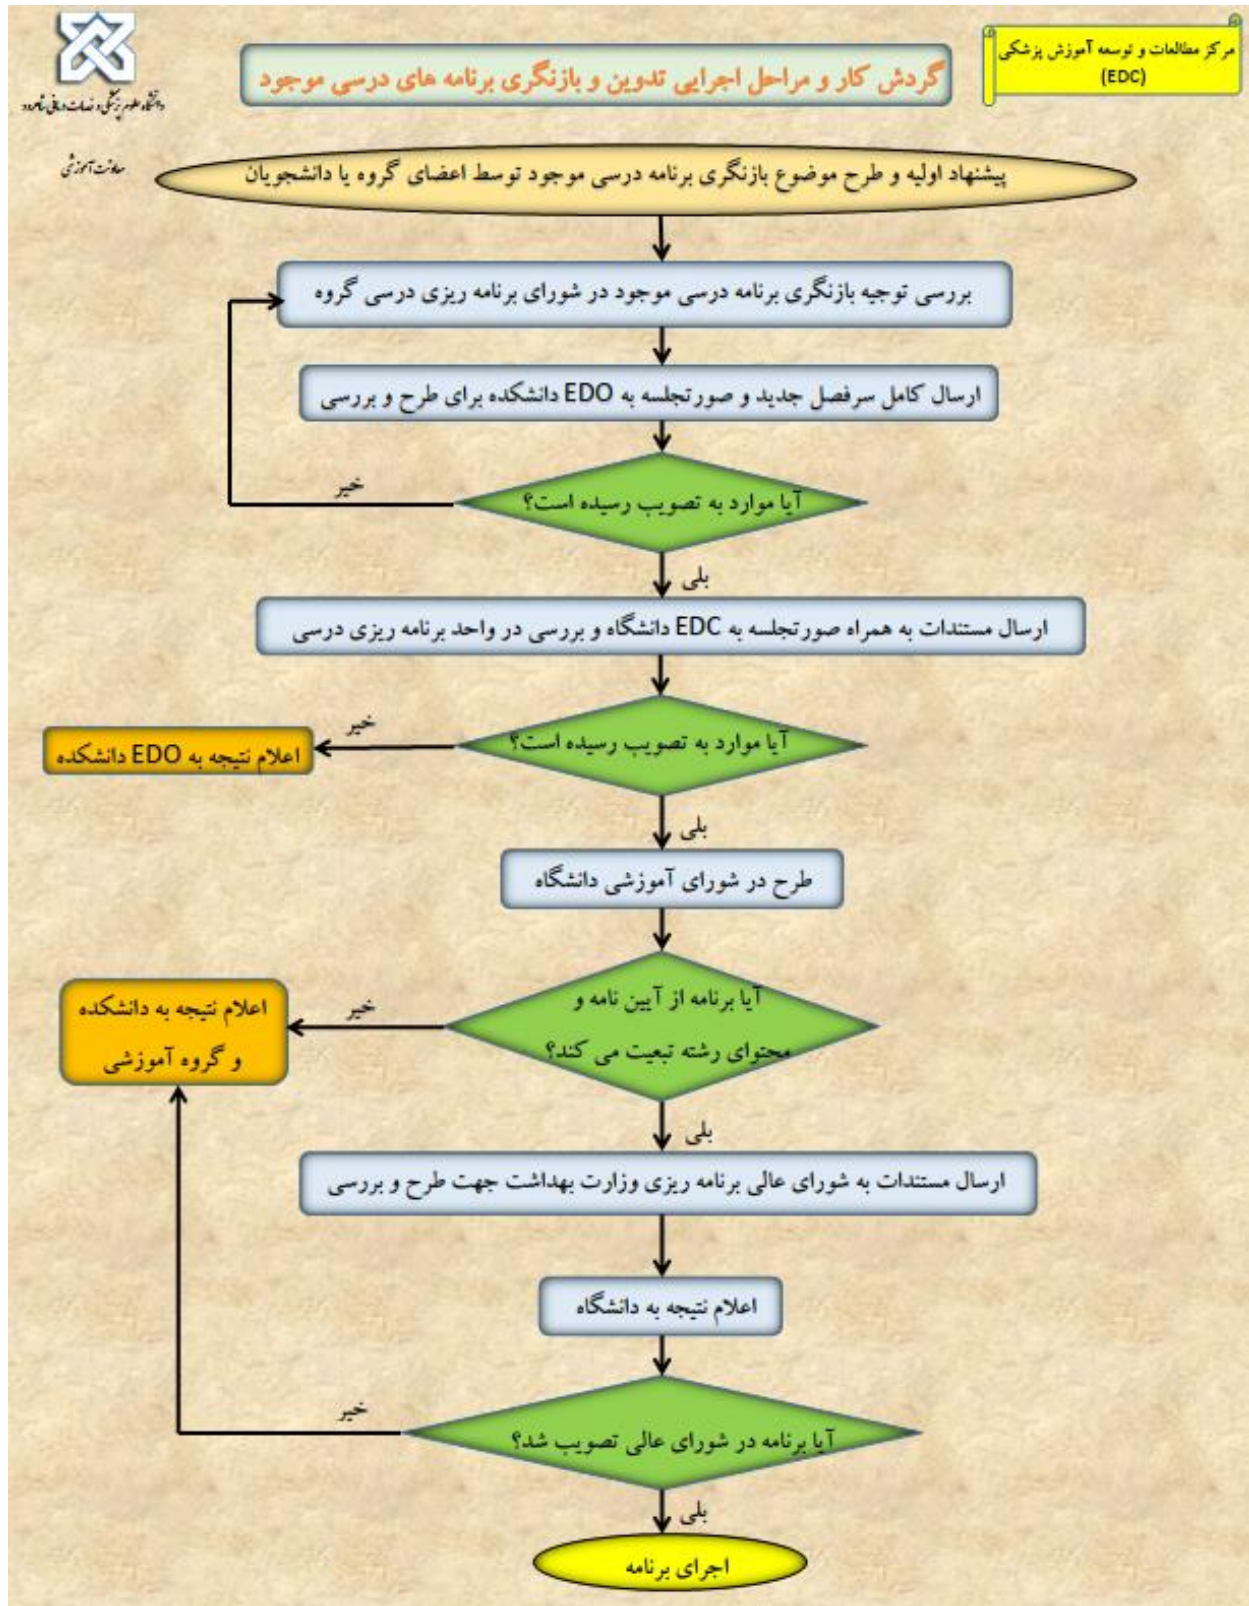 مرکز مطالعات و توسعه آموزش پزشکی
(EDC)
گردش کار و مراحل اجرایی تدوین و بازنگری برنامه های درسی موجود
دانشگاه علوم پزشکی و خدمات درمانی شاهرود
معاونت آموزشی
پیشنهاد اولیه و طرح موضوع بازنگری برنامه درسی موجود توسط اعضای گروه یا دانشجویان
بررسی توجیه بازنگری برنامه درسی موجود در شورای برنامه ریزی درسی گروه
ارسال کامل سرفصل جدید و صورتجلسه به EDO دانشکده برای طرح و بررسی
آیا موارد به تصویب رسیده است؟
خیر
بلی
ارسال مستندات به همراه صورتجلسه به EDC دانشگاه و بررسی در واحد برنامه ریزی درسی
آیا موارد به تصویب رسیده است؟
خیر
اعلام نتیجه به EDO دانشکده
بلی
طرح در شورای آموزشی دانشگاه
آیا برنامه از آیین نامه و
محتوای رشته تبعیت می کند؟
خیر
اعلام نتیجه به دانشکده
و گروه آموزشی
بلی
ارسال مستندات به شورای عالی برنامه ریزی وزارت بهداشت جهت طرح و بررسی
اعلام نتیجه به دانشگاه
آیا برنامه در شورای عالی تصویب شد؟
خیر
بلی
اجرای برنامه